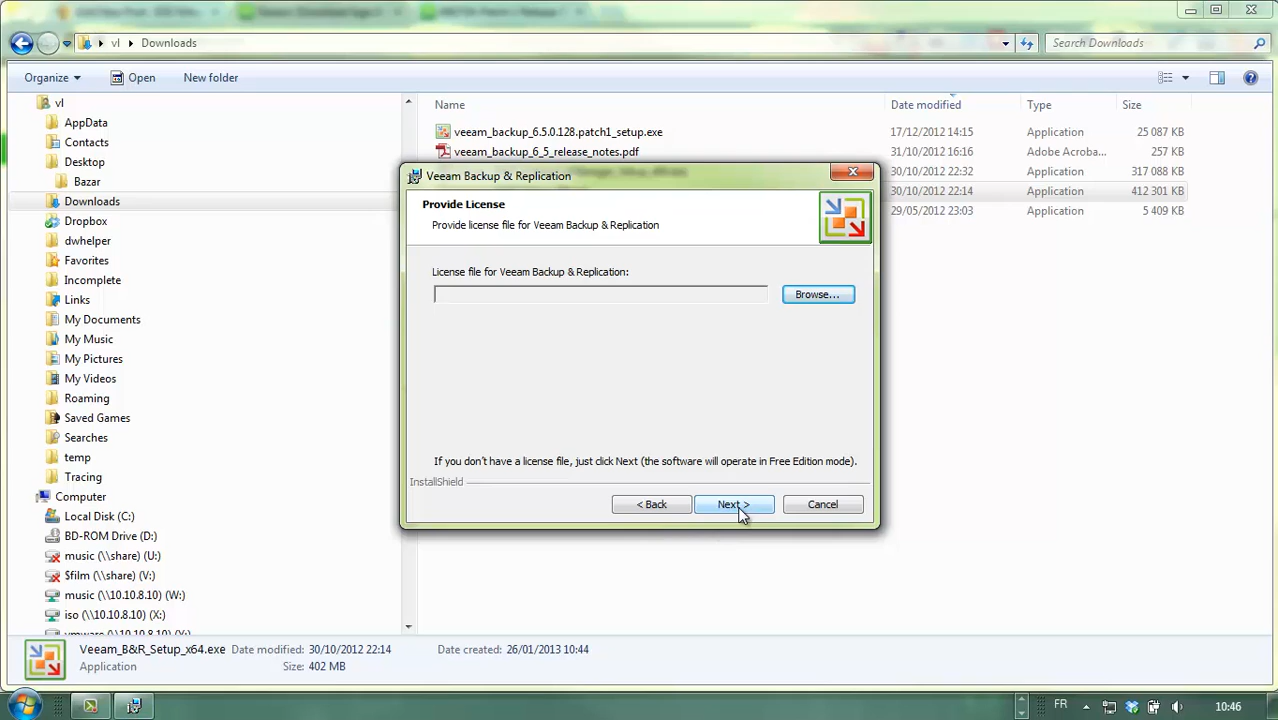 vl
Downloads
Search Downloads
Organize
Open
New folder
vl
AppData
Contacts
Desktop
Bazar
Downloads
Dropbox
dwhelper
Favorites
Incomplete
Links
My Documents
My Music
My Pictures
My Videos
Roaming
Saved Games
Searches
temp
Tracing
Computer
Local Disk (C:)
BD-ROM Drive (D:)
music (\\share) (U:)
$film (\\share) (V:)
music (\\10.10.8.10) (W:)
iso (\\10.10.8.10) (X:)
vmware (\\10.10.8.10) (Y:)
Name Date modified Type Size
veeam_backup_6.5.0.128.patch1_setup.exe 17/12/2012 14:15 Application 25 087 KB
veeam_backup_6_5_release_notes.pdf 31/10/2012 16:16 Adobe Acroba... 257 KB
30/10/2012 22:32 Application 317 088 KB
30/10/2012 22:14 Application 412 301 KB
29/05/2012 23:03 Application 5 409 KB
Veeam Backup & Replication
Provide License
Provide license file for Veeam Backup & Replication
License file for Veeam Backup & Replication:
Browse...
If you don't have a license file, just click Next (the software will operate in Free Edition mode).
InstallShield
< Back
Next >
Cancel
Veeam_B&R_Setup_x64.exe Date modified: 30/10/2012 22:14 Date created: 26/01/2013 10:44
Application Size: 402 MB
FR
10:46